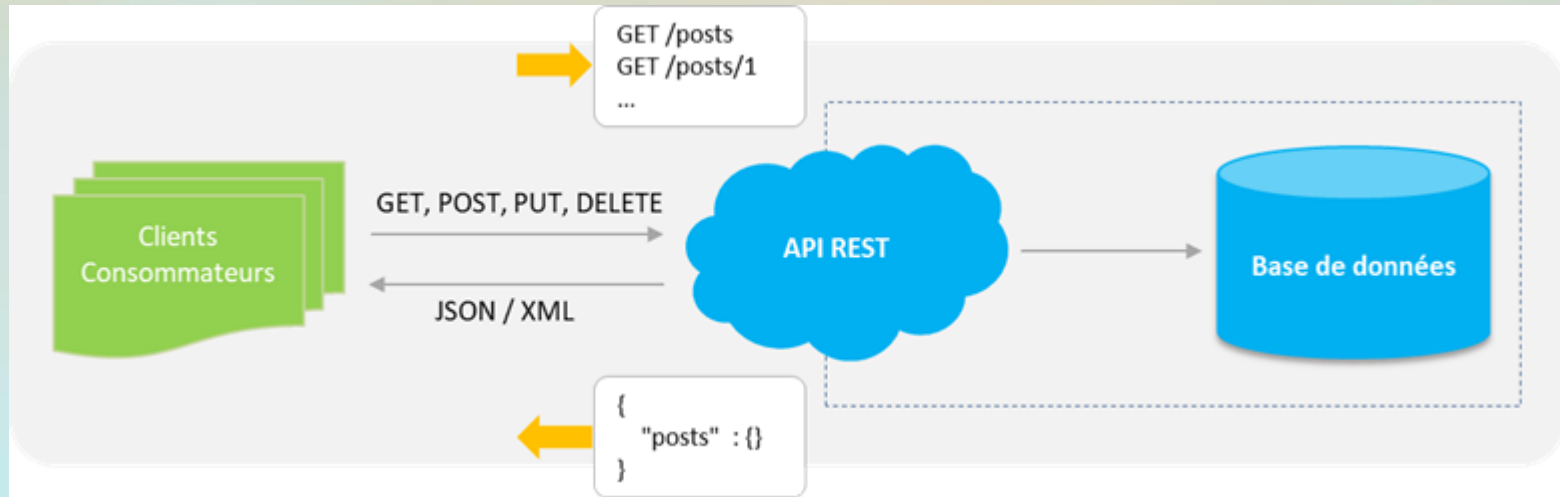 GET /posts
GET /posts/1
...
Clients
Consommateurs
GET, POST, PUT, DELETE
JSON / XML
API REST
Base de données
{
"posts" : {}
}